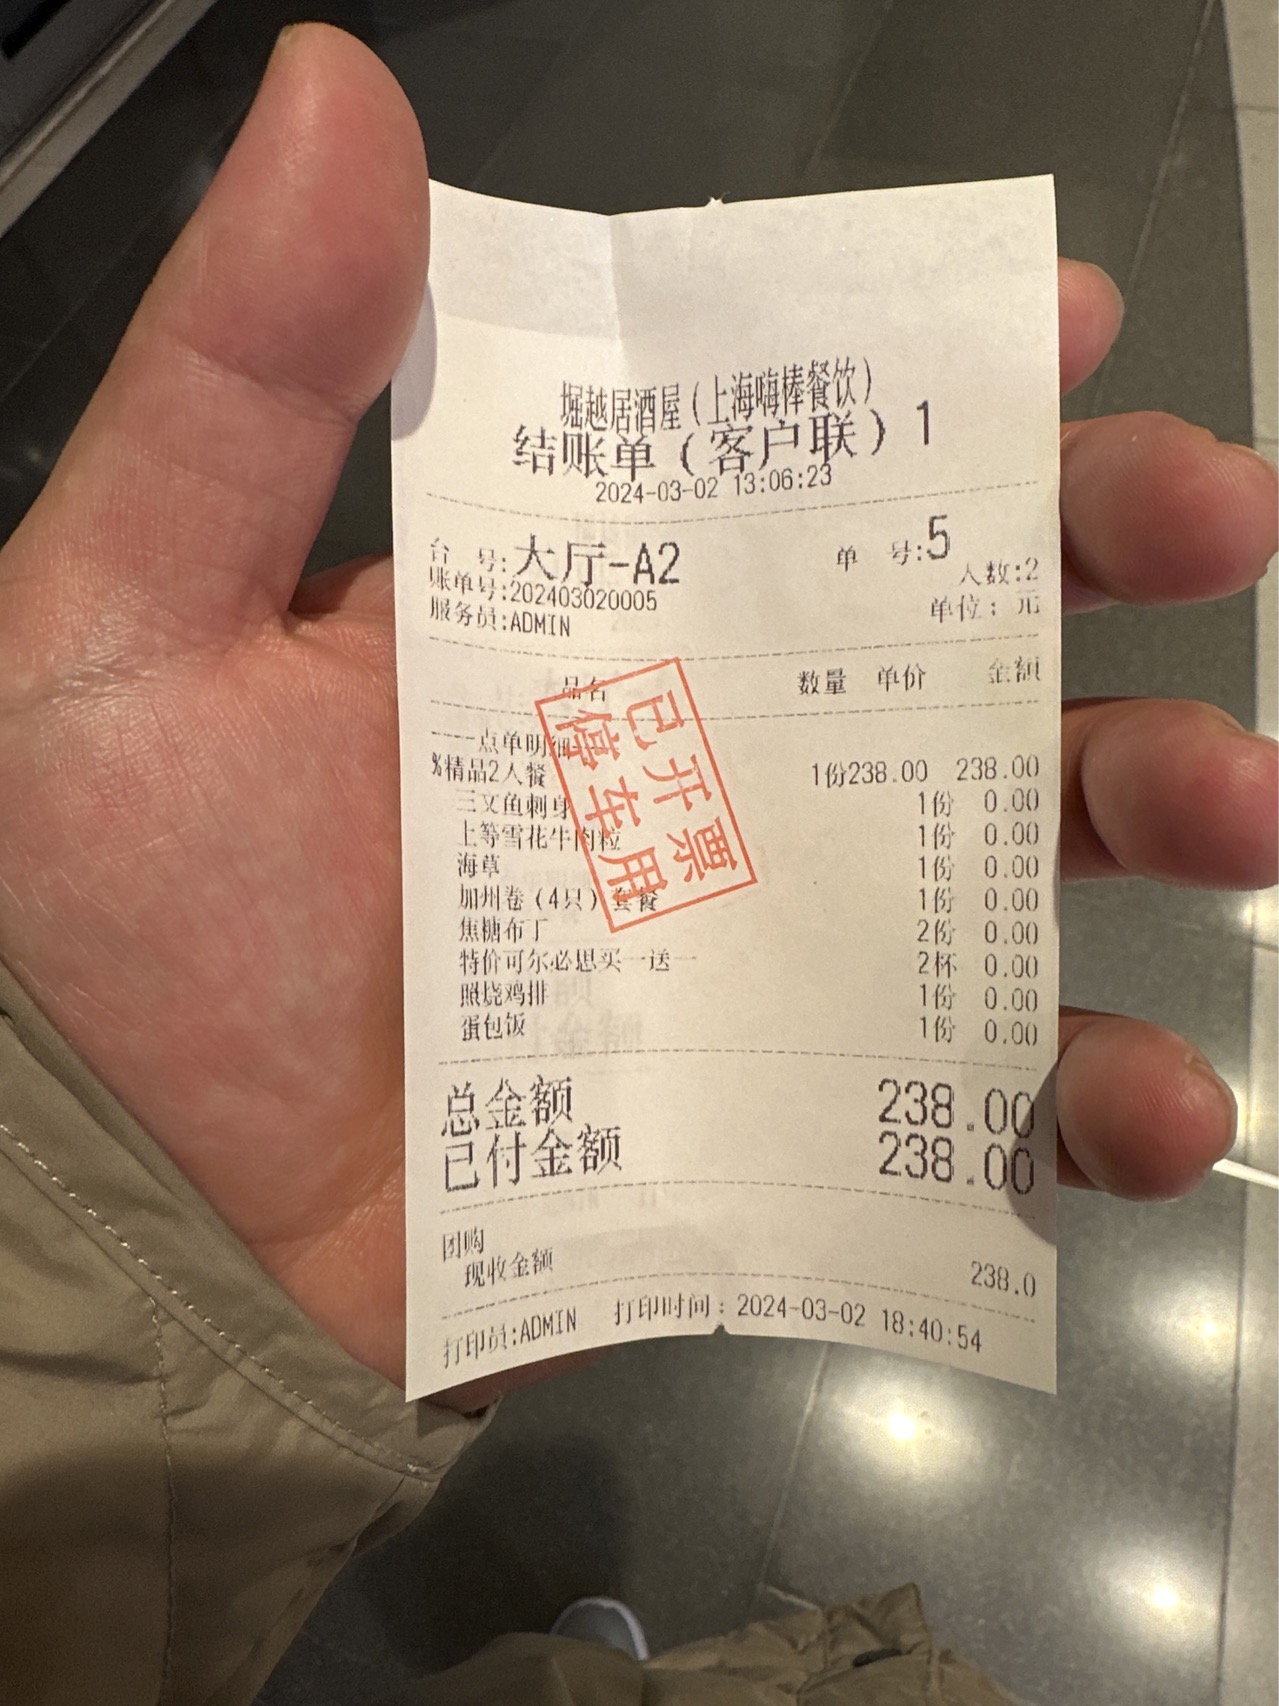 堀越居酒屋（上海嗨棒餐饮）
结账单（客户联）1
2024-03-02 13:06:23
台 号:大厅-A2 单 号:5
账单号:202403020005 人数:2
服务员:ADMIN 单位：元
品名 数量 单价 金额
----点单明细--
%精品2人餐 1份238.00 238.00
三文鱼刺身 1份 0.00
上等雪花牛肉粒 1份 0.00
海草 1份 0.00
加州卷（4只）套餐 1份 0.00
焦糖布丁 2份 0.00
特价可尔必思买一送一 2杯 0.00
照烧鸡排 1份 0.00
蛋包饭 1份 0.00
已开票
停车用
总金额 238.00
已付金额 238.00
团购
现收金额 238.0
打印员:ADMIN 打印时间：2024-03-02 18:40:54